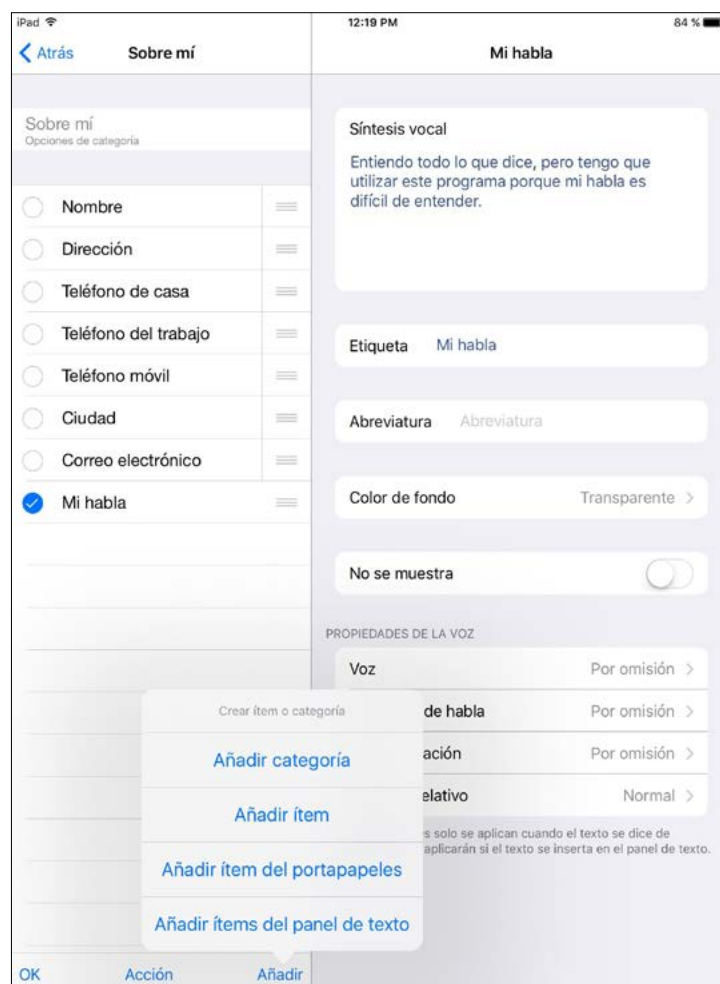 iPad
12:19 PM
84 %
Atrás
Sobre mí
Mi habla
Sobre mí
Opciones de categoría
Nombre
Dirección
Teléfono de casa
Teléfono del trabajo
Teléfono móvil
Ciudad
Correo electrónico
Mi habla
Síntesis vocal
Entiendo todo lo que dice, pero tengo que
utilizar este programa porque mi habla es
difícil de entender.
Etiqueta Mi habla
Abreviatura Abreviatura
Color de fondo Transparente
No se muestra
PROPIEDADES DE LA VOZ
Voz Por omisión
de habla Por omisión
ación Por omisión
elativo Normal
s solo se aplican cuando el texto se dice de
aplicarán si el texto se inserta en el panel de texto.
Crear ítem o categoría
Añadir categoría
Añadir ítem
Añadir ítem del portapapeles
Añadir ítems del panel de texto
OK
Acción
Añadir